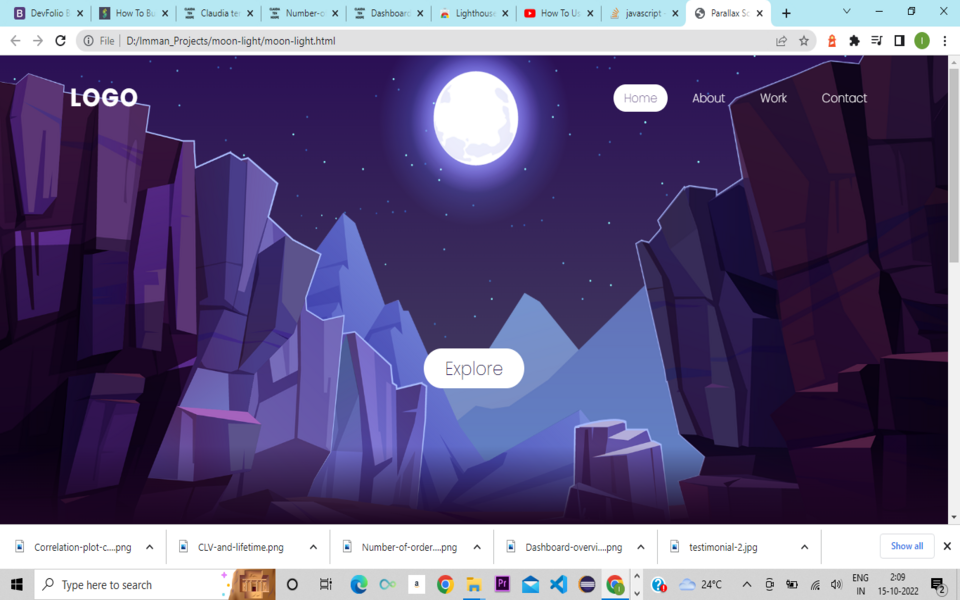 DevFolio B
How To Bu
Claudia te
Number-o
Dashboard
Lighthouse
How To Us
javascript -
Parallax Sc
File
D:/Imman_Projects/moon-light/moon-light.html
I
LOGO
Home
About
Work
Contact
Explore
Correlation-plot-c....png
CLV-and-lifetime.png
Number-of-order....png
Dashboard-overvi....png
testimonial-2.jpg
Show all
Type here to search
a
Pr
24°C
ENG
IN
2:09
15-10-2022
2